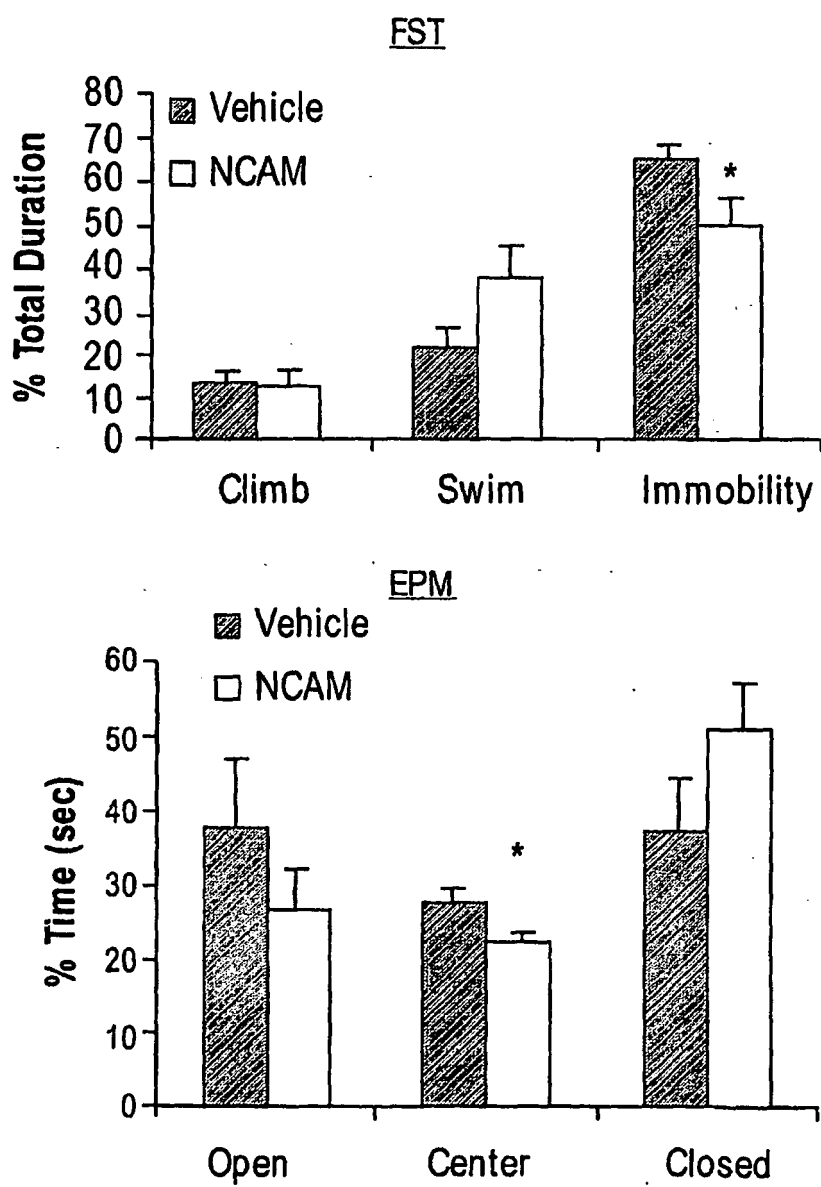 FST
% Total Duration
80
70
60
50
40
30
20
10
0
Vehicle
NCAM
*
Climb
Swim
Immobility
EPM
Vehicle
NCAM
% Time (sec)
60
50
40
30
20
10
0
*
Open
Center
Closed